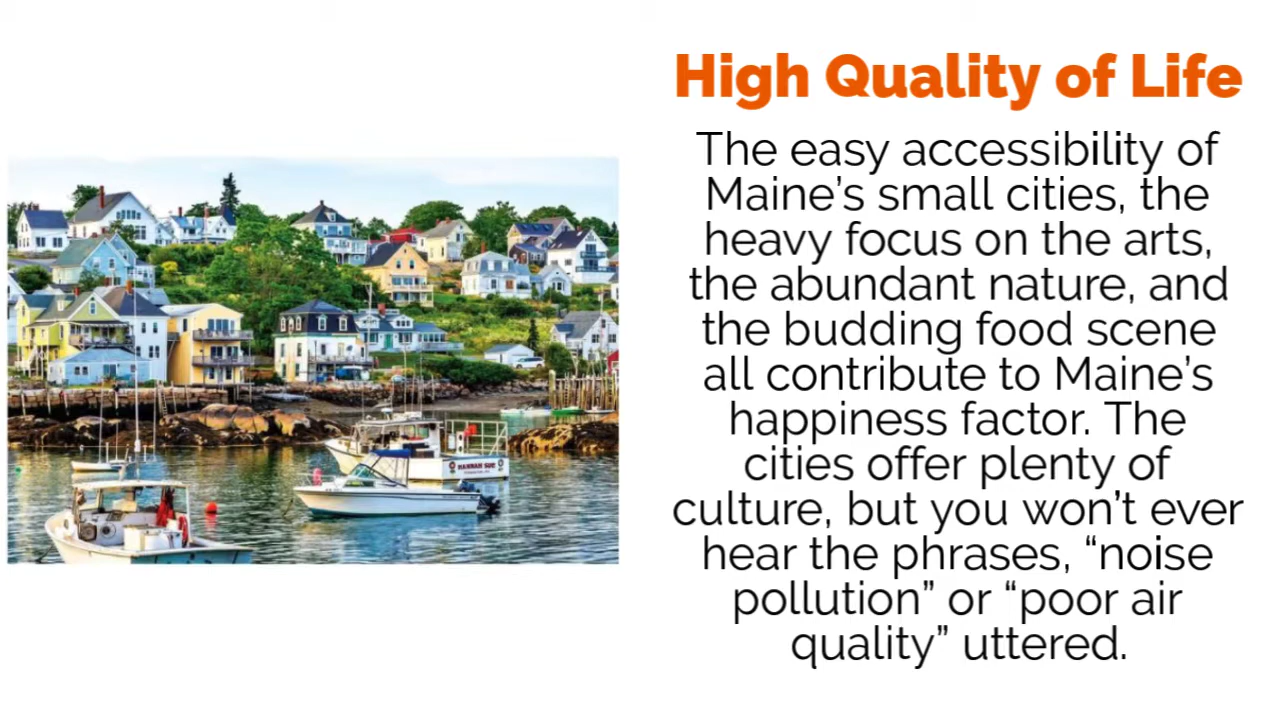 High Quality of Life
The easy accessibility of
Maine’s small cities, the
heavy focus on the arts,
the abundant nature, and
the budding food scene
all contribute to Maine’s
happiness factor. The
cities offer plenty of
culture, but you won’t ever
hear the phrases, “noise
pollution” or “poor air
quality” uttered.
HANNAH SUE